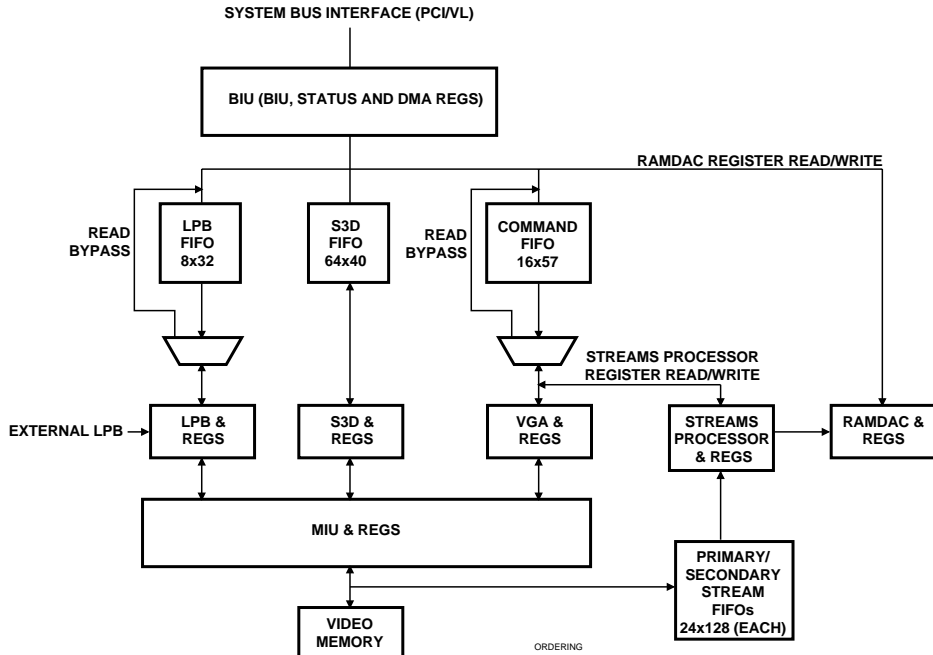 SYSTEM BUS INTERFACE (PCI/VL)
BIU (BIU, STATUS AND DMA REGS)
RAMDAC REGISTER READ/WRITE
READ
BYPASS
LPB
FIFO
8x32
S3D
FIFO
64x40
READ
BYPASS
COMMAND
FIFO
16x57
STREAMS PROCESSOR
REGISTER READ/WRITE
EXTERNAL LPB
LPB &
REGS
S3D &
REGS
VGA &
REGS
STREAMS
PROCESSOR
& REGS
RAMDAC &
REGS
MIU & REGS
PRIMARY/
SECONDARY
STREAM
FIFOs
24x128 (EACH)
VIDEO
MEMORY
ORDERING